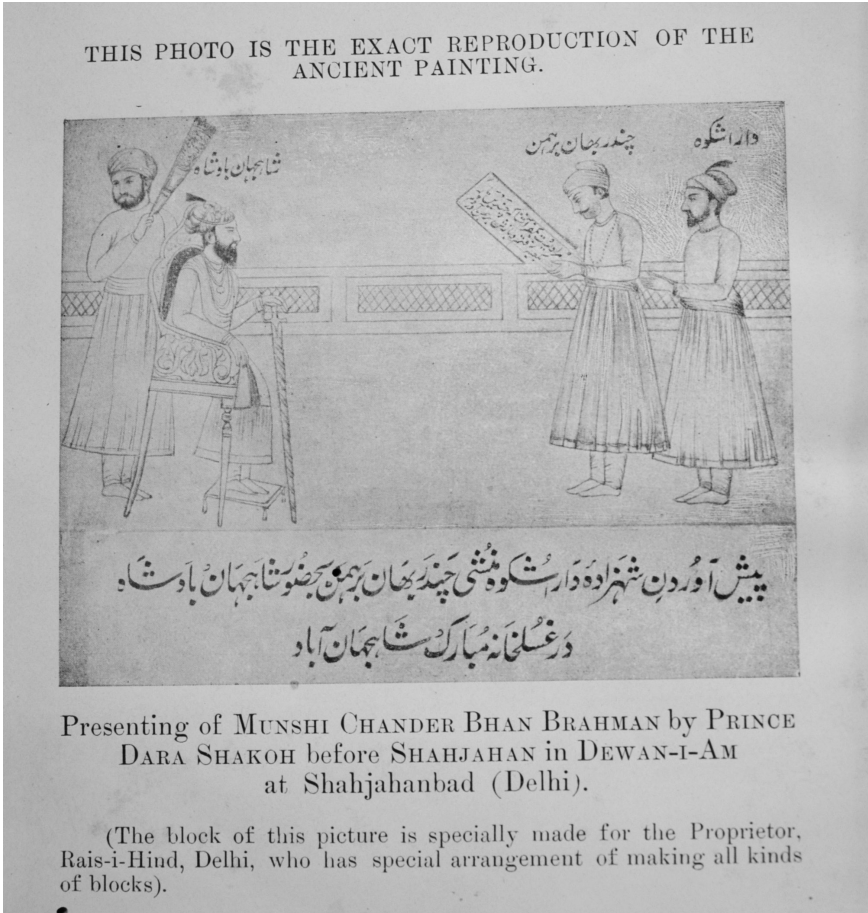 THIS PHOTO IS THE EXACT REPRODUCTION OF THE
ANCIENT PAINTING.
شاہجہان بادشاہ
چندربھان برہمن
داراشکوہ
پیش آوردن شہزادہ داراشکوہ منشی چندربھان برہمن بحضور شاہجہان بادشاہ
در غسلخانہ مبارک شاہجہان آباد
Presenting of MUNSHI CHANDER BHAN BRAHMAN by PRINCE
DARA SHAKOH before SHAHJAHAN in DEWAN-I-AM
at Shahjahanbad (Delhi).
(The block of this picture is specially made for the Proprietor,
Rais-i-Hind, Delhi, who has special arrangement of making all kinds
of blocks).